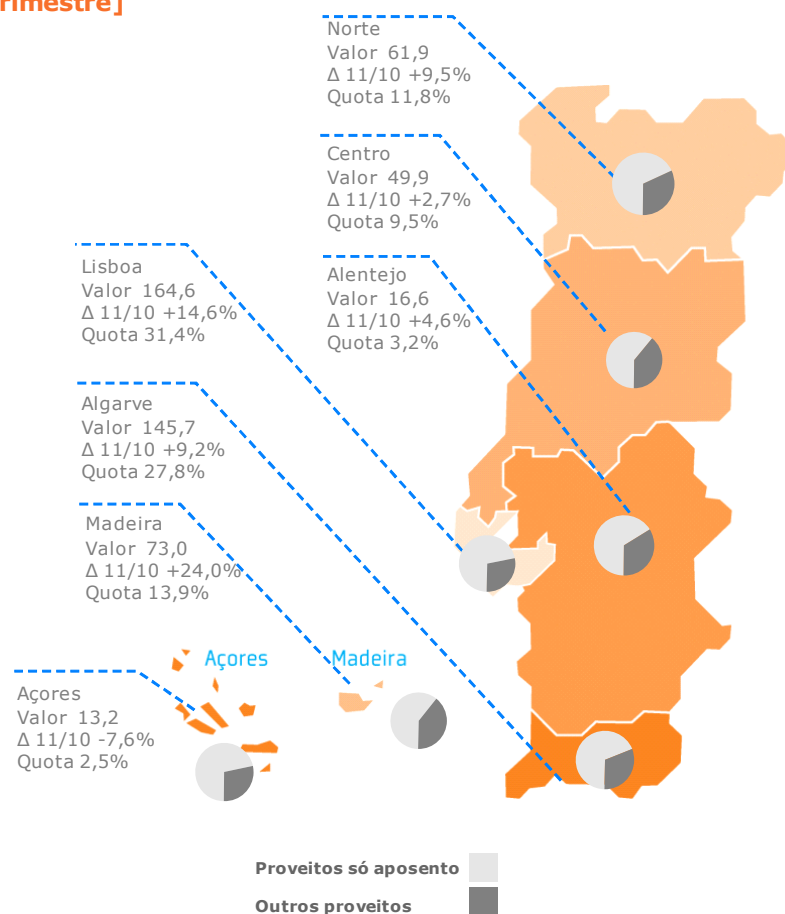 rimestre]
Norte
Valor 61,9
Δ 11/10 +9,5%
Quota 11,8%
Centro
Valor 49,9
Δ 11/10 +2,7%
Quota 9,5%
Lisboa
Valor 164,6
Δ 11/10 +14,6%
Quota 31,4%
Alentejo
Valor 16,6
Δ 11/10 +4,6%
Quota 3,2%
Algarve
Valor 145,7
Δ 11/10 +9,2%
Quota 27,8%
Madeira
Valor 73,0
Δ 11/10 +24,0%
Quota 13,9%
Açores
Madeira
Açores
Valor 13,2
Δ 11/10 -7,6%
Quota 2,5%
Proveitos só aposento
Outros proveitos